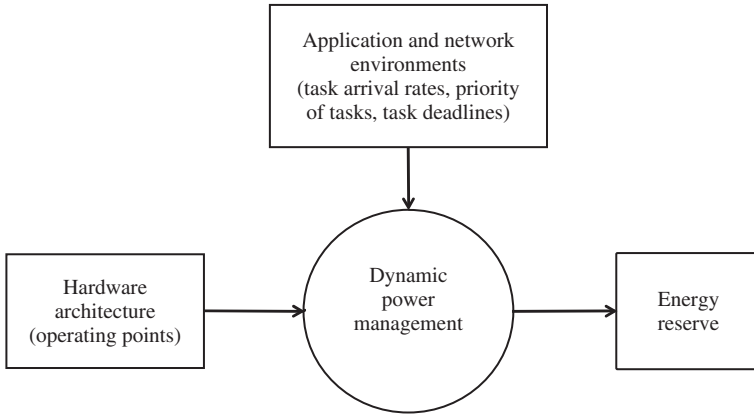 Application and network
environments
(task arrival rates, priority
of tasks, task deadlines)
Hardware
architecture
(operating points)
Dynamic
power
management
Energy
reserve